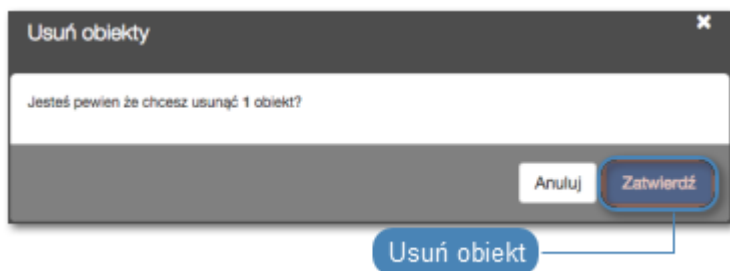 Usuń obiekty
Jesteś pewien że chcesz usunąć 1 obiekt?
Anuluj Zatwierdź
Usuń obiekt